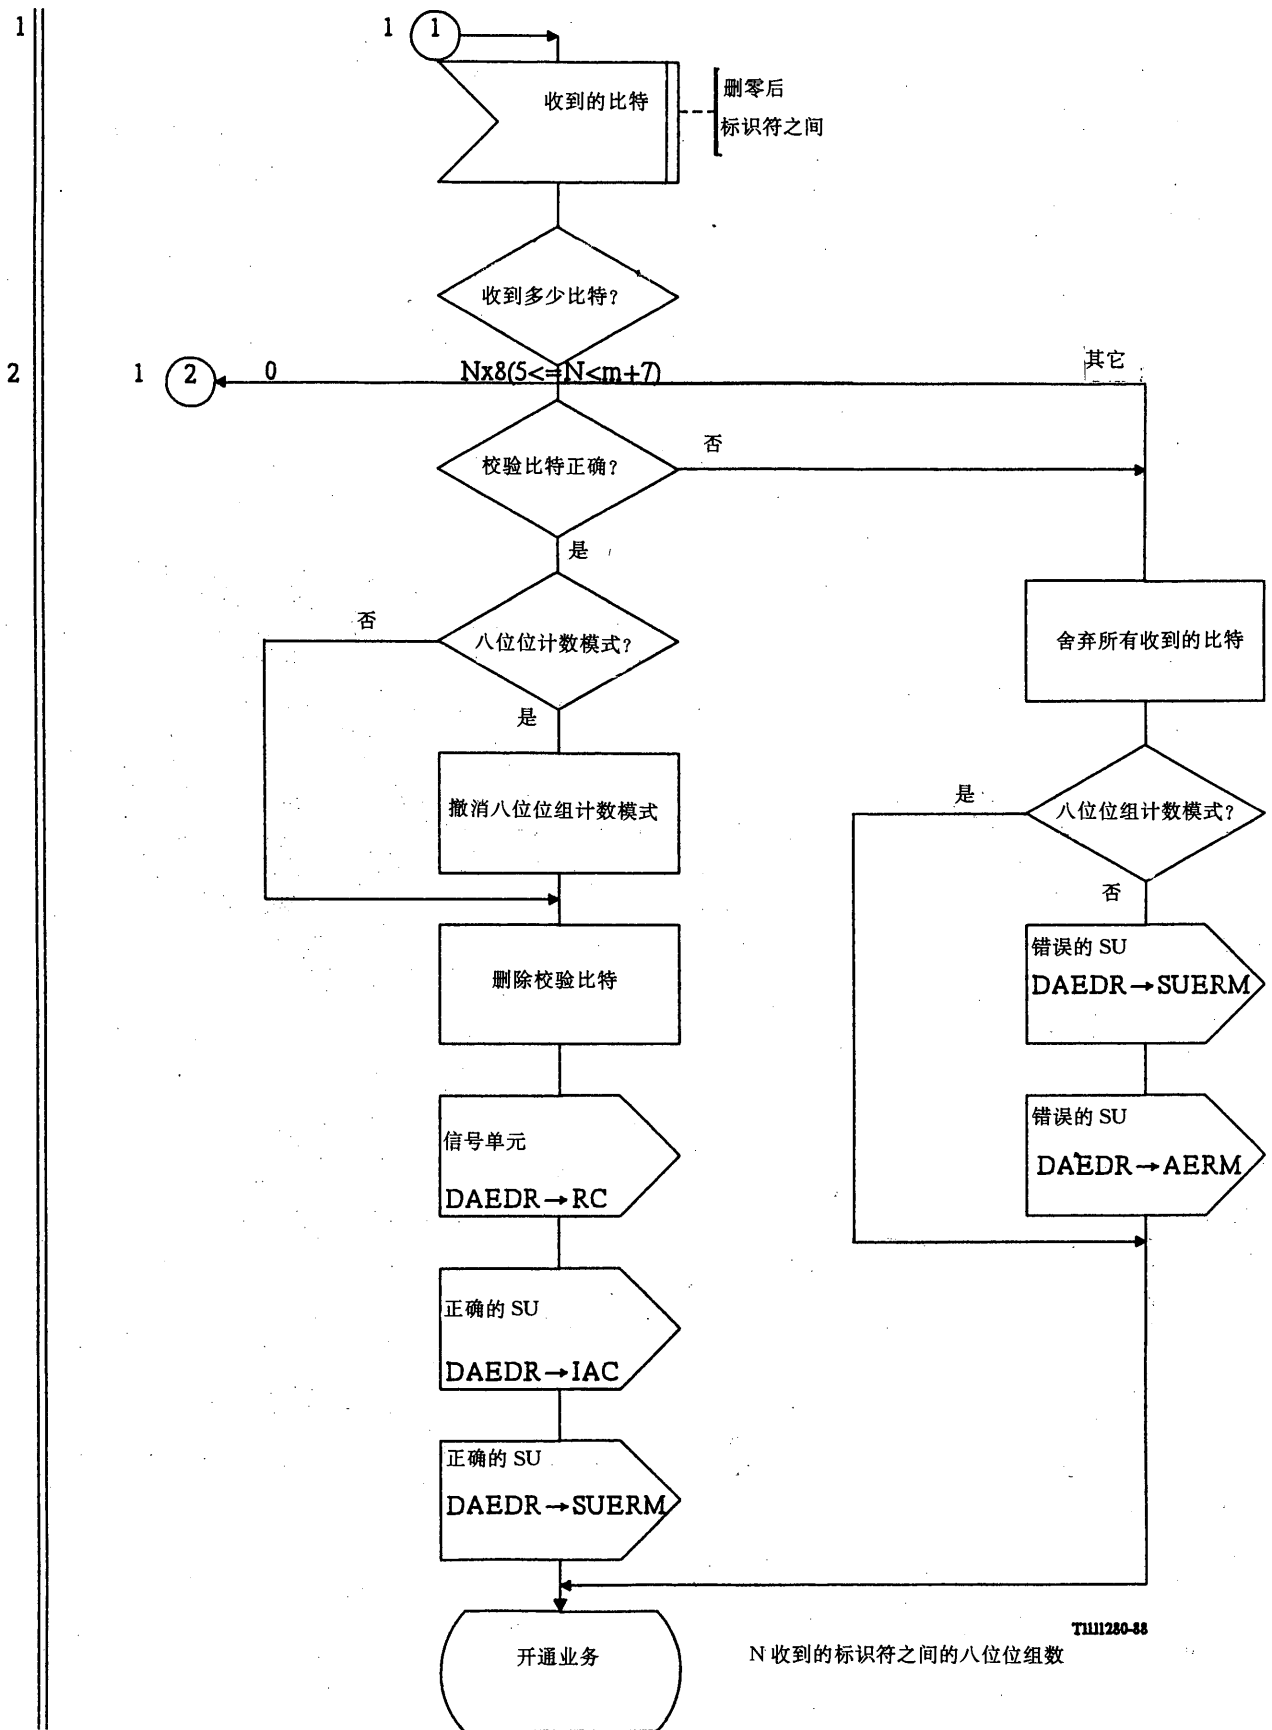 1
1 1
收到的比特
删零后
标识符之间
收到多少比特？
2
1 2 0
Nx8(5<=N<m+7)
其它
校验比特正确？
否
是
八位位计数模式？
否
是
舍弃所有收到的比特
撤消八位位组计数模式
八位位组计数模式？
是
否
删除校验比特
错误的 SU
DAEDR→SUERM
信号单元
DAEDR→RC
错误的 SU
DAEDR→AERM
正确的 SU
DAEDR→IAC
正确的 SU
DAEDR→SUERM
开通业务
T1111280-88
N 收到的标识符之间的八位位组数